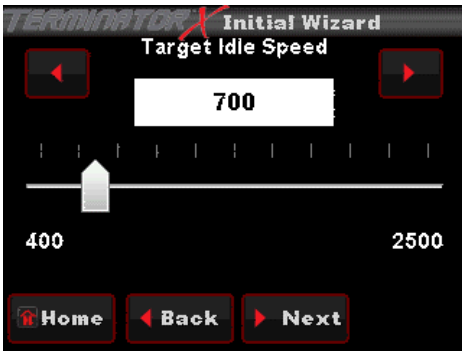 TERMINATOR X Initial Wizard
Target Idle Speed
700
400 2500
Home Back Next